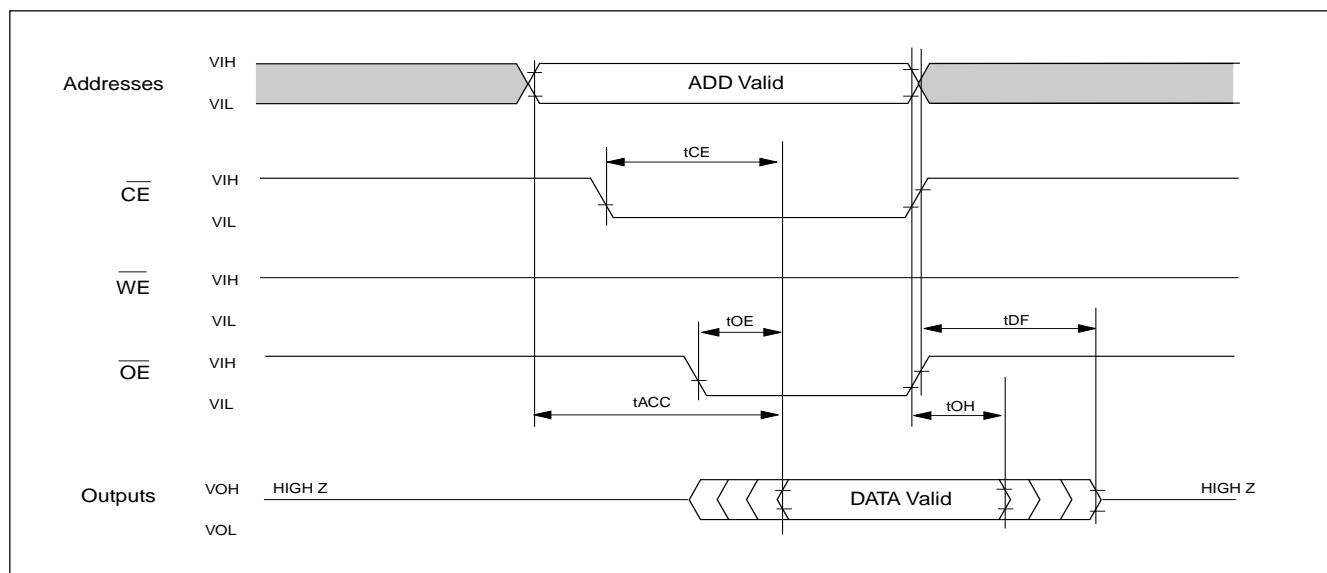 VIH
Addresses
ADD Valid
VIL
tCE
VIH
CE
VIL
VIH
WE
VIL
tOE
tDF
VIH
OE
VIL
tACC
tOH
VOH
HIGH Z
Outputs
DATA Valid
HIGH Z
VOL